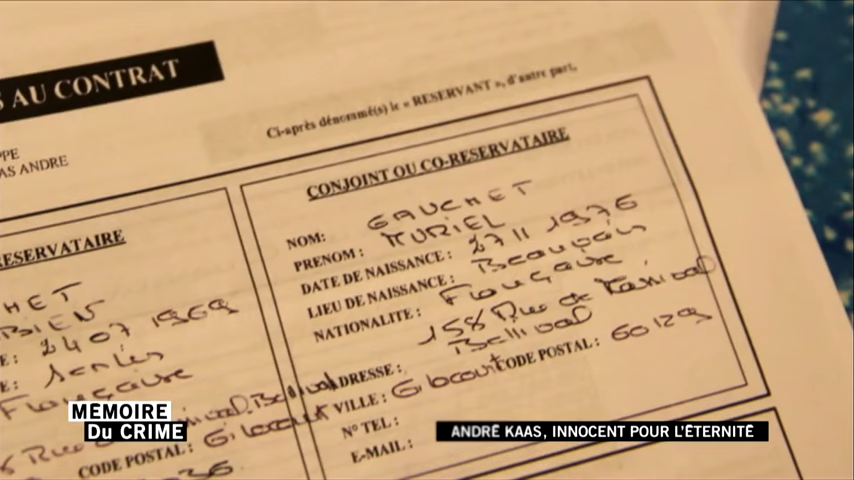 S AU CONTRAT
PPE
AS ANDRE
Ci-après dénommé(s) le « RESERVANT », d'autre part,
RESERVATAIRE
HET
BIEN
E : 24 07 1969
E : Senlis
Française
CODE POSTAL :
CONJOINT OU CO-RESERVATAIRE
NOM: GAUCHET
PRENOM : MURIEL
DATE DE NAISSANCE : 27 11 1976
LIEU DE NAISSANCE : Beauvais
NATIONALITE : Française
158 Rue de
ADRESSE: Bellival
VILLE : Gilocourt CODE POSTAL : 60129
N° TEL :
E-MAIL :
MEMOIRE
DU CRIME
ANDRÉ KAAS, INNOCENT POUR L'ÉTERNITÉ